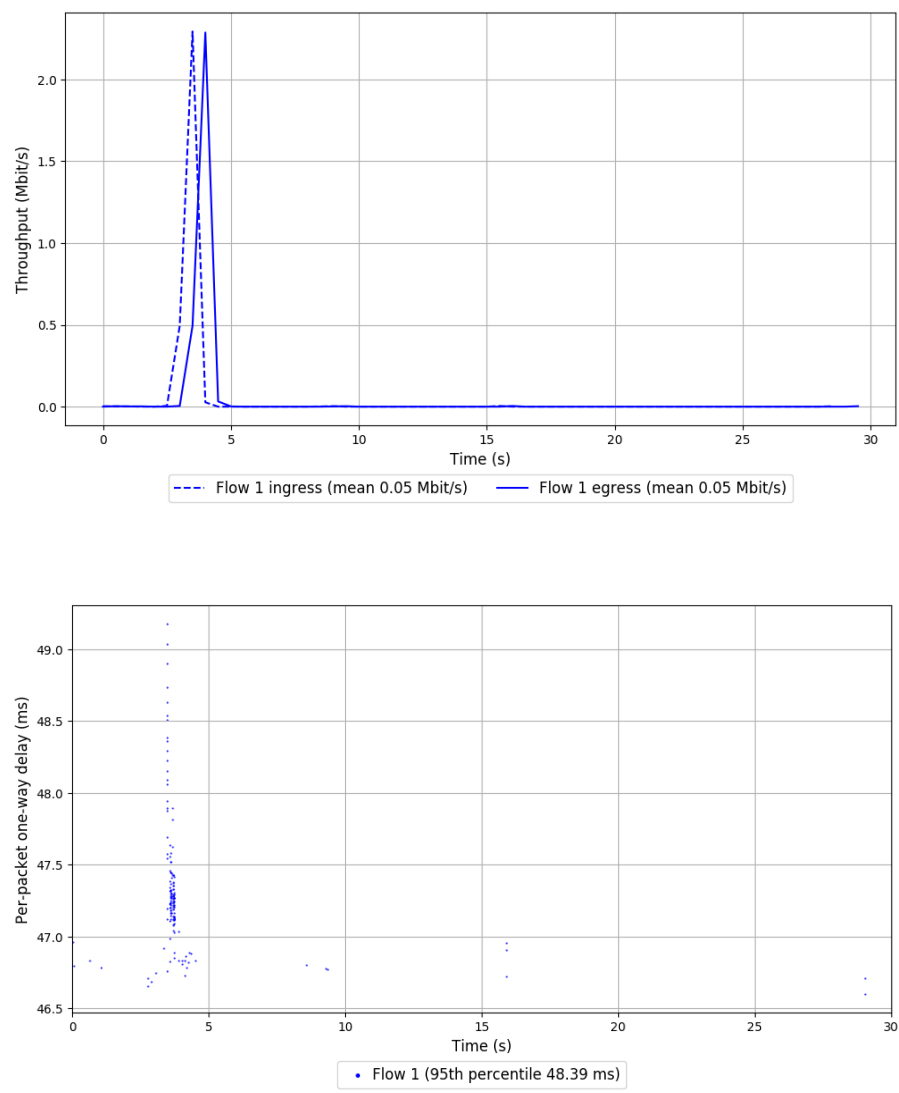 2.0
1.5
1.0
0.5
0.0
Throughput (Mbit/s)
0 5 10 15 20 25 30
Time (s)
Flow 1 ingress (mean 0.05 Mbit/s) Flow 1 egress (mean 0.05 Mbit/s)
49.0
48.5
48.0
47.5
47.0
46.5
Per-packet one-way delay (ms)
0 5 10 15 20 25 30
Time (s)
Flow 1 (95th percentile 48.39 ms)